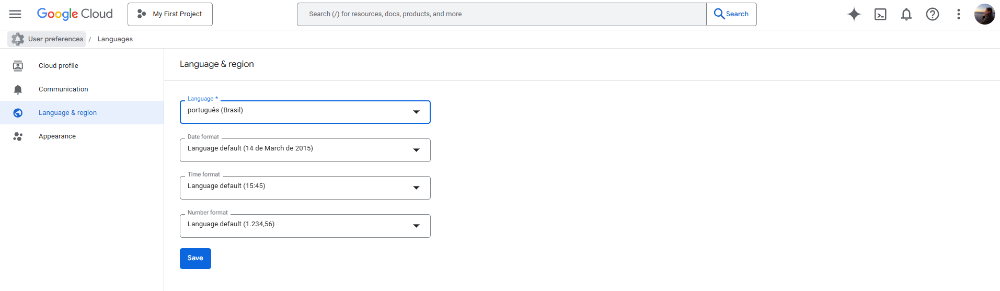 Google Cloud
My First Project
Search (/) for resources, docs, products, and more
Search
User preferences / Languages
Cloud profile
Communication
Language & region
Appearance
Language & region
Language *
português (Brasil)
Date format
Language default (14 de March de 2015)
Time format
Language default (15:45)
Number format
Language default (1.234,56)
Save